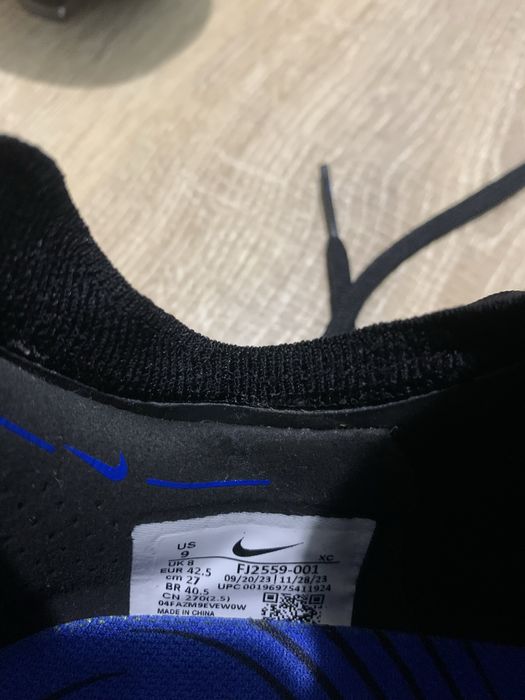 US
9
XC
UK 8
EUR 42.5
FJ2559-001
cm 27
09/20/23 | 11/28/23
BR 40.5
UPC 00196975411924
CN 270(2.5)
04FAZM9EVEW0W
MADE IN CHINA